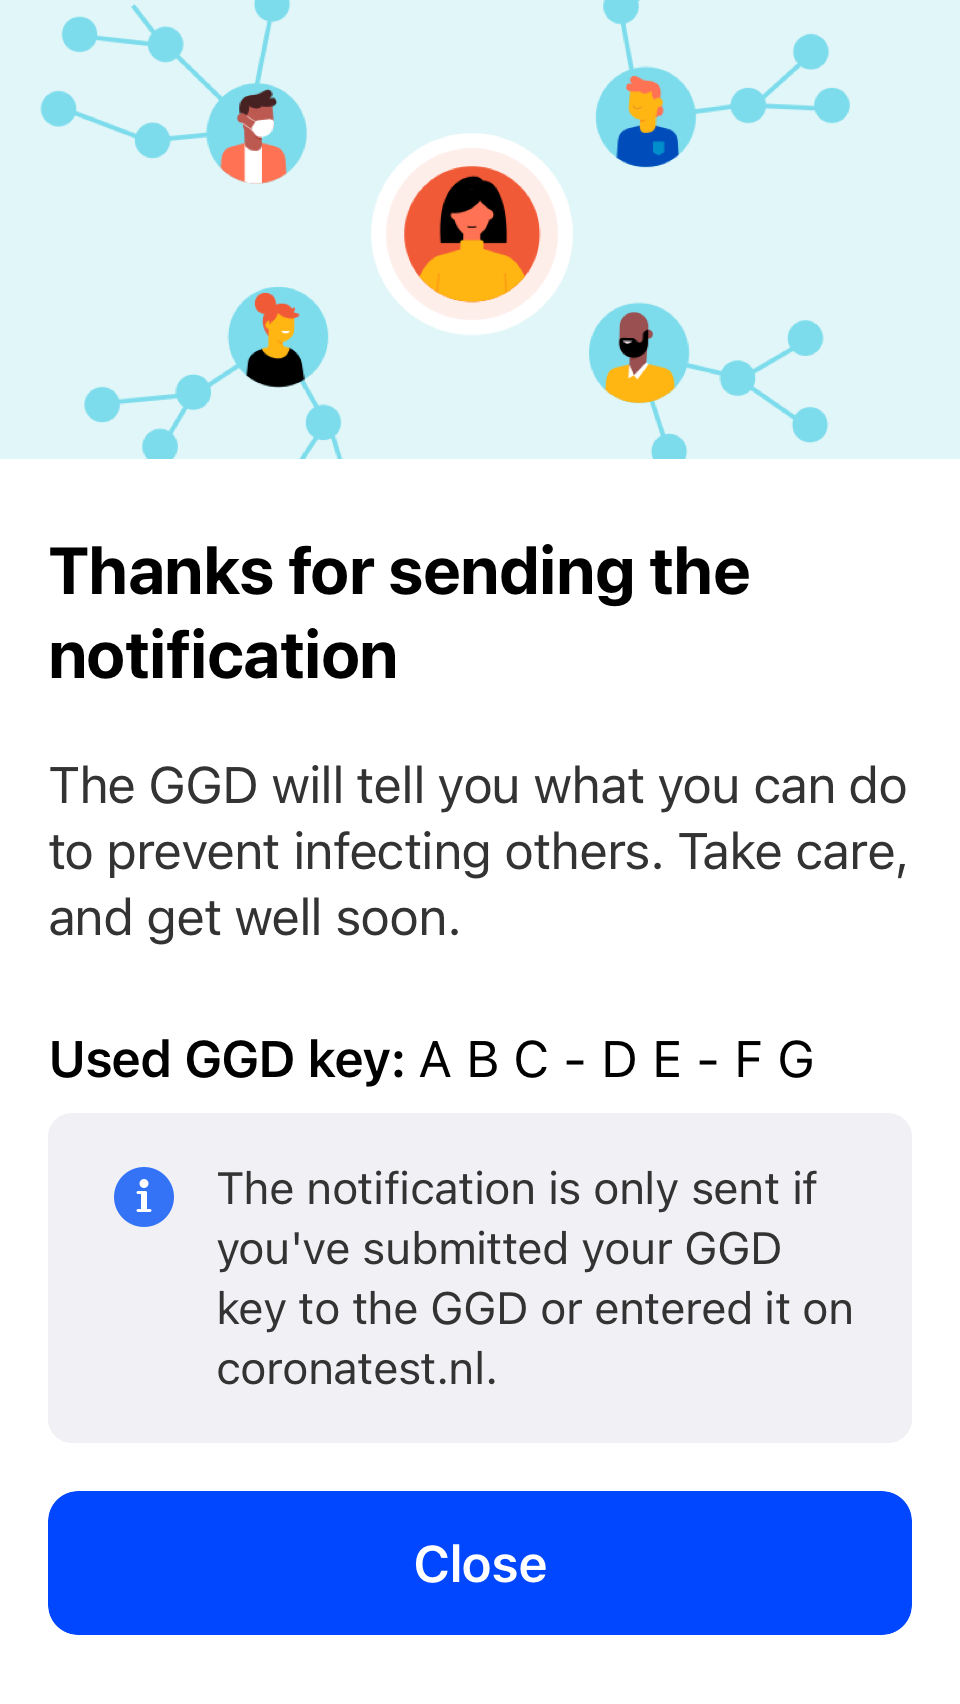 Thanks for sending the
notification
The GGD will tell you what you can do
to prevent infecting others. Take care,
and get well soon.
Used GGD key: A B C - D E - F G
The notification is only sent if
you've submitted your GGD
key to the GGD or entered it on
coronatest.nl.
Close